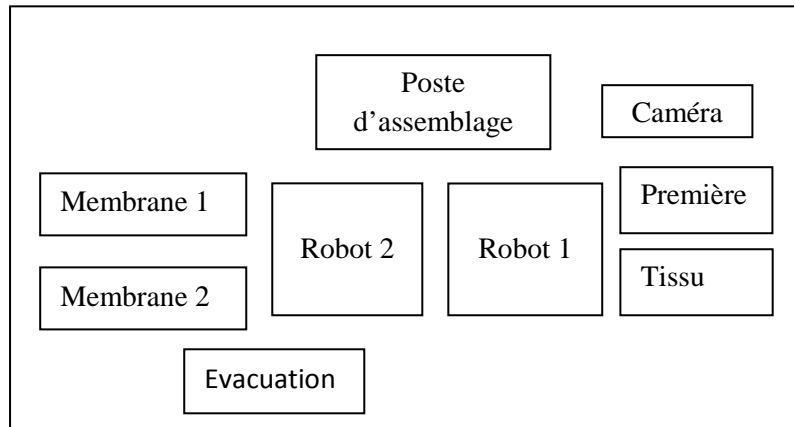 Poste
d’assemblage
Caméra
Membrane 1
Première
Robot 2
Robot 1
Membrane 2
Tissu
Evacuation